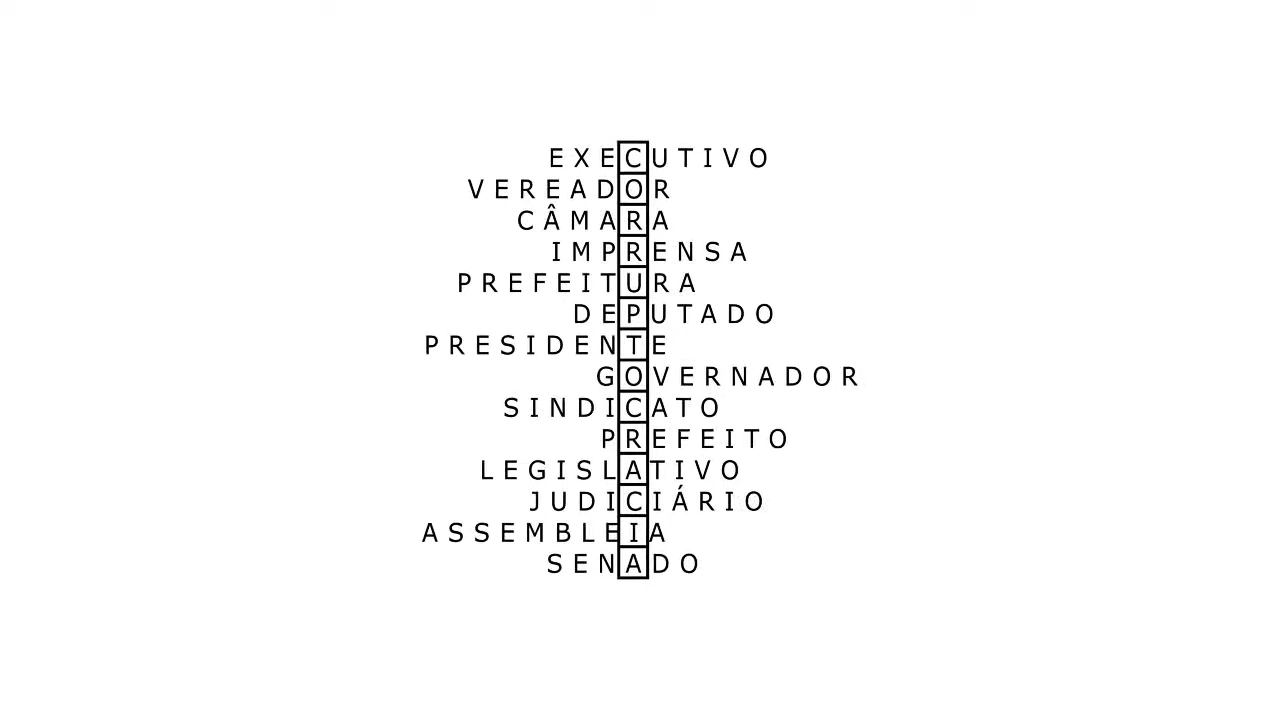 EXECUTIVO
VEREADOR
CÂMARA
IMPRENSA
PREFEITURA
DEPUTADO
PRESIDENTE
GOVERNADOR
SINDICATO
PREFEITO
LEGISLATIVO
JUDICIÁRIO
ASSEMBLEIA
SENADO